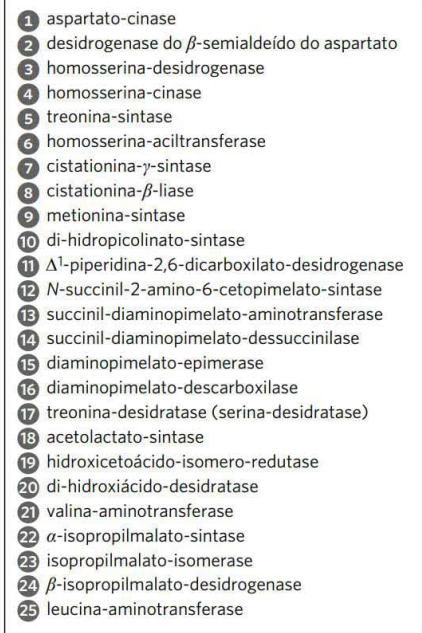 1 aspartato-cinase
2 desidrogenase do β-semialdeído do aspartato
3 homosserina-desidrogenase
4 homosserina-cinase
5 treonina-sintase
6 homosserina-aciltransferase
7 cistationina-γ-sintase
8 cistationina-β-liase
9 metionina-sintase
10 di-hidropicolinato-sintase
11 Δ¹-piperidina-2,6-dicarboxilato-desidrogenase
12 N-succinil-2-amino-6-cetopimelato-sintase
13 succinil-diaminopimelato-aminotransferase
14 succinil-diaminopimelato-dessuccinilase
15 diaminopimelato-epimerase
16 diaminopimelato-descarboxilase
17 treonina-desidratase (serina-desidratase)
18 acetolactato-sintase
19 hidroxicetoácido-isomero-redutase
20 di-hidroxiácido-desidratase
21 valina-aminotransferase
22 α-isopropilmalato-sintase
23 isopropilmalato-isomerase
24 β-isopropilmalato-desidrogenase
25 leucina-aminotransferase